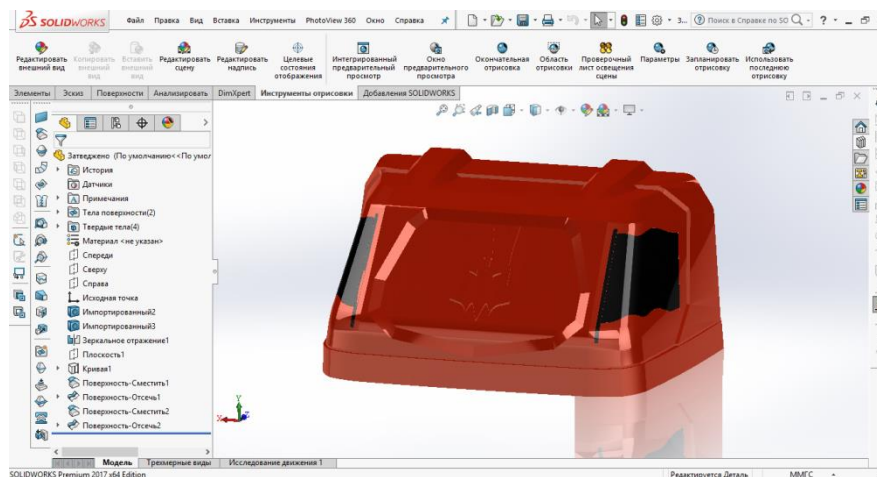 SOLIDWORKS Файл Правка Вид Вставка Инструменты PhotoView 360 Окно Справка З... Поиск в Справке по SO
Редактировать внешний вид
Копировать внешний вид
Вставить внешний вид
Редактировать сцену
Редактировать надпись
Целевые состояния отображения
Интегрированный предварительный просмотр
Окно предварительного просмотра
Окончательная отрисовка
Область отрисовки
Проверочный лист освещения сцены
Параметры
Запланировать отрисовку
Использовать последнюю отрисовку
Элементы Эскиз Поверхности Анализировать DimXpert Инструменты отрисовки Добавления SOLIDWORKS
Затведжено (По умолчанию<<По умол
История
Датчики
Примечания
Тела поверхности(2)
Твердые тела(4)
Материал <не указан>
Спереди
Сверху
Справа
Исходная точка
Импортированный2
Импортированный3
Зеркальное отражение1
Плоскость1
Кривая1
Поверхность-Сместить1
Поверхность-Отсечь1
Поверхность-Сместить2
Поверхность-Отсечь2
Y
X
Z
Модель Трехмерные виды Исследование движения 1
SOLIDWORKS Premium 2017 x64 Edition Редактируется Деталь ММГС